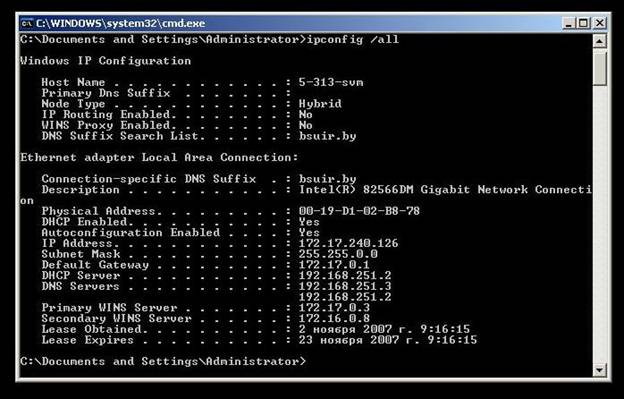 C:\WINDOWS\system32\cmd.exe
C:\Documents and Settings\Administrator>ipconfig /all
Windows IP Configuration
Host Name . . . . . . . . . . . . : 5-313-svm
Primary Dns Suffix . . . . . . . :
Node Type . . . . . . . . . . . . : Hybrid
IP Routing Enabled. . . . . . . . : No
WINS Proxy Enabled. . . . . . . . : No
DNS Suffix Search List. . . . . . : bsuir.by
Ethernet adapter Local Area Connection:
Connection-specific DNS Suffix . : bsuir.by
Description . . . . . . . . . . . : Intel(R) 82566DM Gigabit Network Connecti
on
Physical Address. . . . . . . . . : 00-19-D1-02-B8-78
DHCP Enabled. . . . . . . . . . . : Yes
Autoconfiguration Enabled . . . . : Yes
IP Address. . . . . . . . . . . . : 172.17.240.126
Subnet Mask . . . . . . . . . . . : 255.255.0.0
Default Gateway . . . . . . . . . : 172.17.0.1
DHCP Server . . . . . . . . . . . : 192.168.251.2
DNS Servers . . . . . . . . . . . : 192.168.251.3
192.168.251.2
Primary WINS Server . . . . . . . : 172.17.0.3
Secondary WINS Server . . . . . . : 172.16.0.8
Lease Obtained. . . . . . . . . . : 2 ноября 2007 г. 9:16:15
Lease Expires . . . . . . . . . . : 23 ноября 2007 г. 9:16:15
C:\Documents and Settings\Administrator>